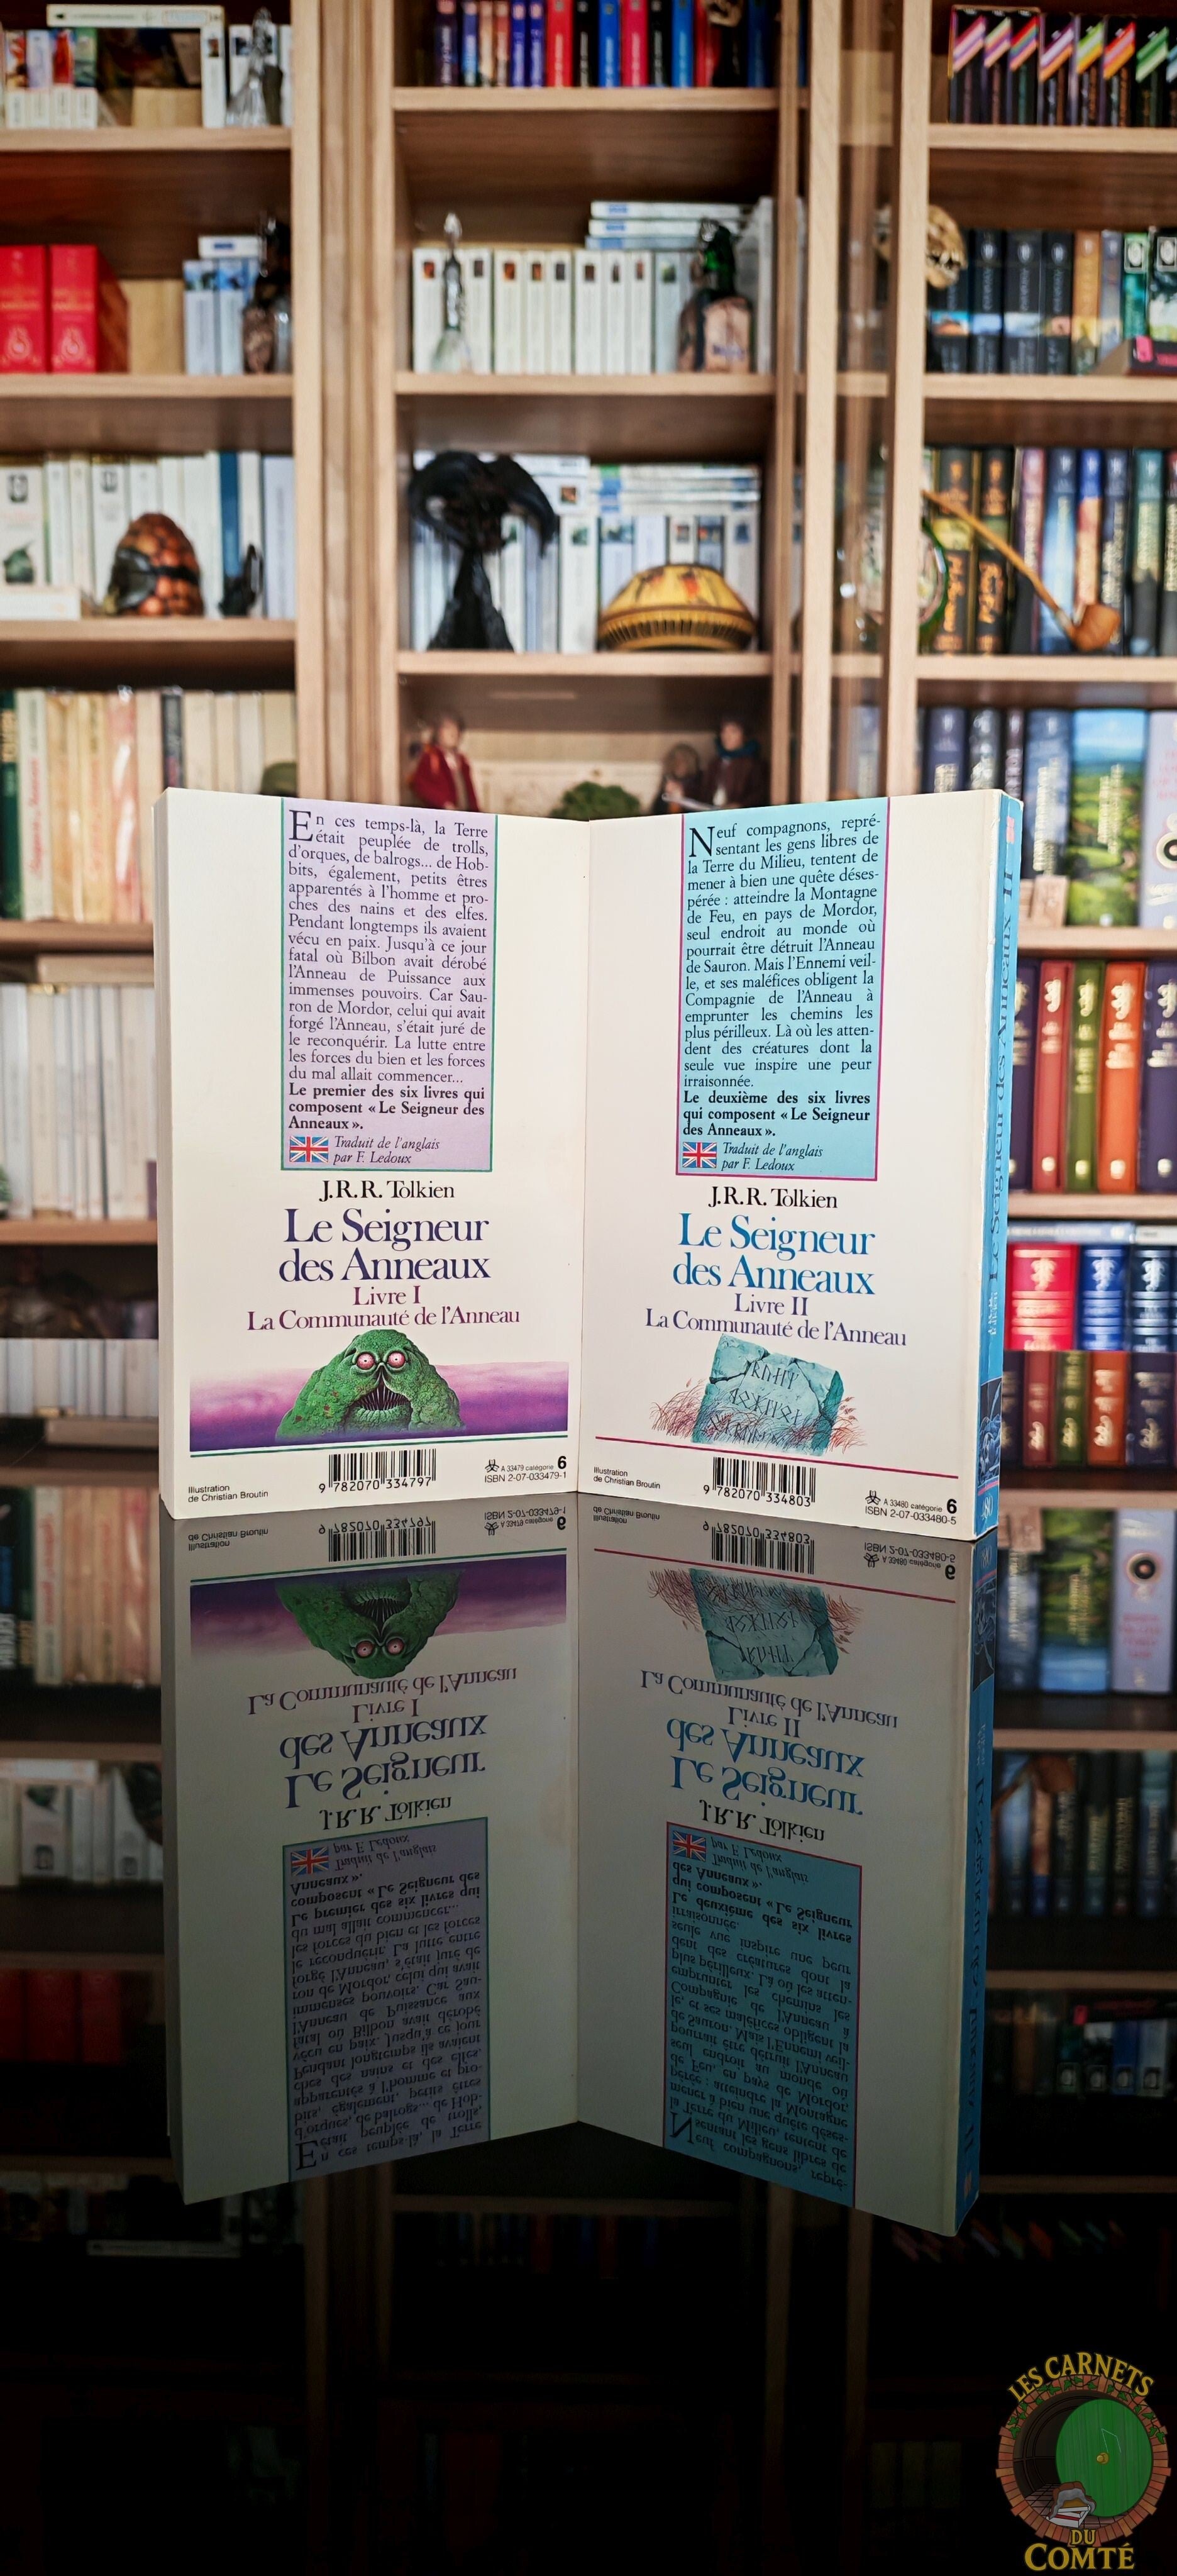 En ces temps-là, la Terre
était peuplée de trolls,
d'orques, de balrogs... de Hob-
bits, également, petits êtres
apparentés à l'homme et pro-
ches des nains et des elfes.
Pendant longtemps ils avaient
vécu en paix. Jusqu'à ce jour
fatal où Bilbon avait dérobé
l'Anneau de Puissance aux
immenses pouvoirs. Car Sau-
ron de Mordor, celui qui avait
forgé l'Anneau, s'était juré de
le reconquérir. La lutte entre
les forces du bien et les forces
du mal allait commencer...
Le premier des six livres qui
composent « Le Seigneur des
Anneaux ».
Traduit de l'anglais
par F. Ledoux
J.R.R. Tolkien
Le Seigneur
des Anneaux
Livre I
La Communauté de l'Anneau
Illustration
de Christian Broutin
9 782070 334797
A 33479 catégorie 6
ISBN 2-07-033479-1
Neuf compagnons, repré-
sentant les gens libres de
la Terre du Milieu, tentent de
mener à bien une quête déses-
pérée : atteindre la Montagne
de Feu, en pays de Mordor,
seul endroit au monde où
pourrait être détruit l'Anneau
de Sauron. Mais l'Ennemi veil-
le, et ses maléfices obligent la
Compagnie de l'Anneau à
emprunter les chemins les
plus périlleux. Là où les atten-
dent des créatures dont la
seule vue inspire une peur
irraisonnée.
Le deuxième des six livres
qui composent « Le Seigneur
des Anneaux ».
Traduit de l'anglais
par F. Ledoux
J.R.R. Tolkien
Le Seigneur
des Anneaux
Livre II
La Communauté de l'Anneau
Illustration
de Christian Broutin
9 782070 334803
A 33480 catégorie 6
ISBN 2-07-033480-5
Le Seigneur des Anneaux II
LES CARNETS
DU
COMTÉ